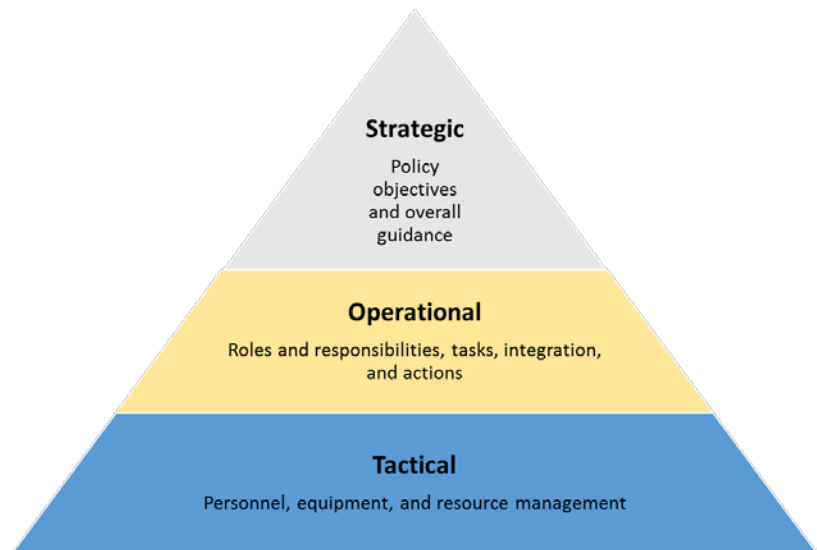 Strategic
Policy
objectives
and overall
guidance
Operational
Roles and responsibilities, tasks, integration,
and actions
Tactical
Personnel, equipment, and resource management